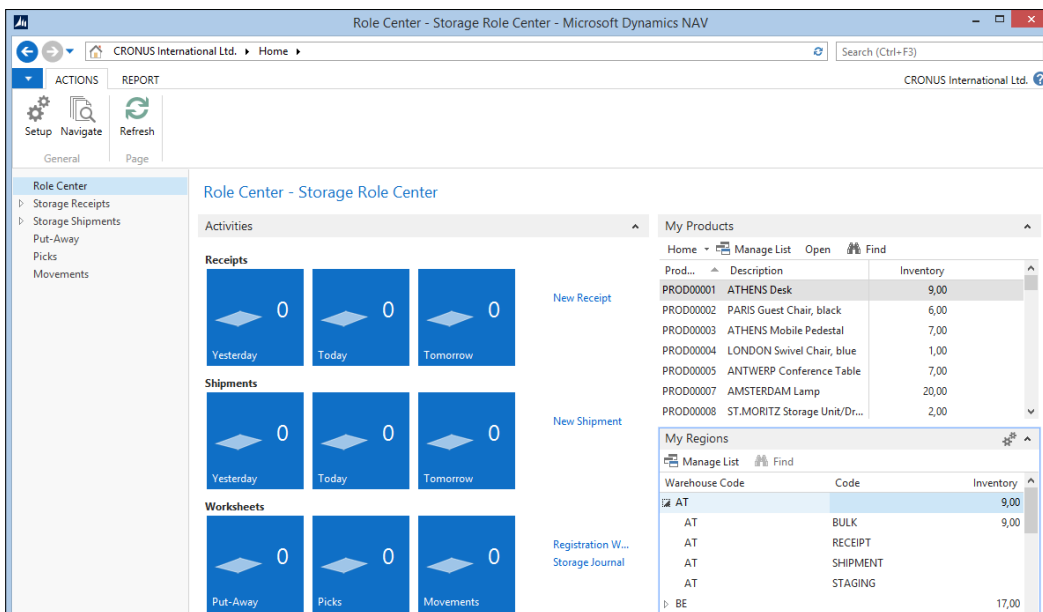 Role Center - Storage Role Center - Microsoft Dynamics NAV
CRONUS International Ltd. Home
Search (Ctrl+F3)
ACTIONS REPORT
CRONUS International Ltd.
Setup Navigate Refresh
General Page
Role Center
Storage Receipts
Storage Shipments
Put-Away
Picks
Movements
Role Center - Storage Role Center
Activities
Receipts
0 0 0
Yesterday Today Tomorrow
New Receipt
Shipments
0 0 0
Yesterday Today Tomorrow
New Shipment
Worksheets
0 0 0
Put-Away Picks Movements
Registration W...
Storage Journal
My Products
Home Manage List Open Find
Prod... Description Inventory
PROD00001 ATHENS Desk 9,00
PROD00002 PARIS Guest Chair, black 6,00
PROD00003 ATHENS Mobile Pedestal 7,00
PROD00004 LONDON Swivel Chair, blue 1,00
PROD00005 ANTWERP Conference Table 7,00
PROD00007 AMSTERDAM Lamp 20,00
PROD00008 ST.MORITZ Storage Unit/Dr... 2,00
My Regions
Manage List Find
Warehouse Code Code Inventory
AT 9,00
AT BULK 9,00
AT RECEIPT
AT SHIPMENT
AT STAGING
BE 17,00